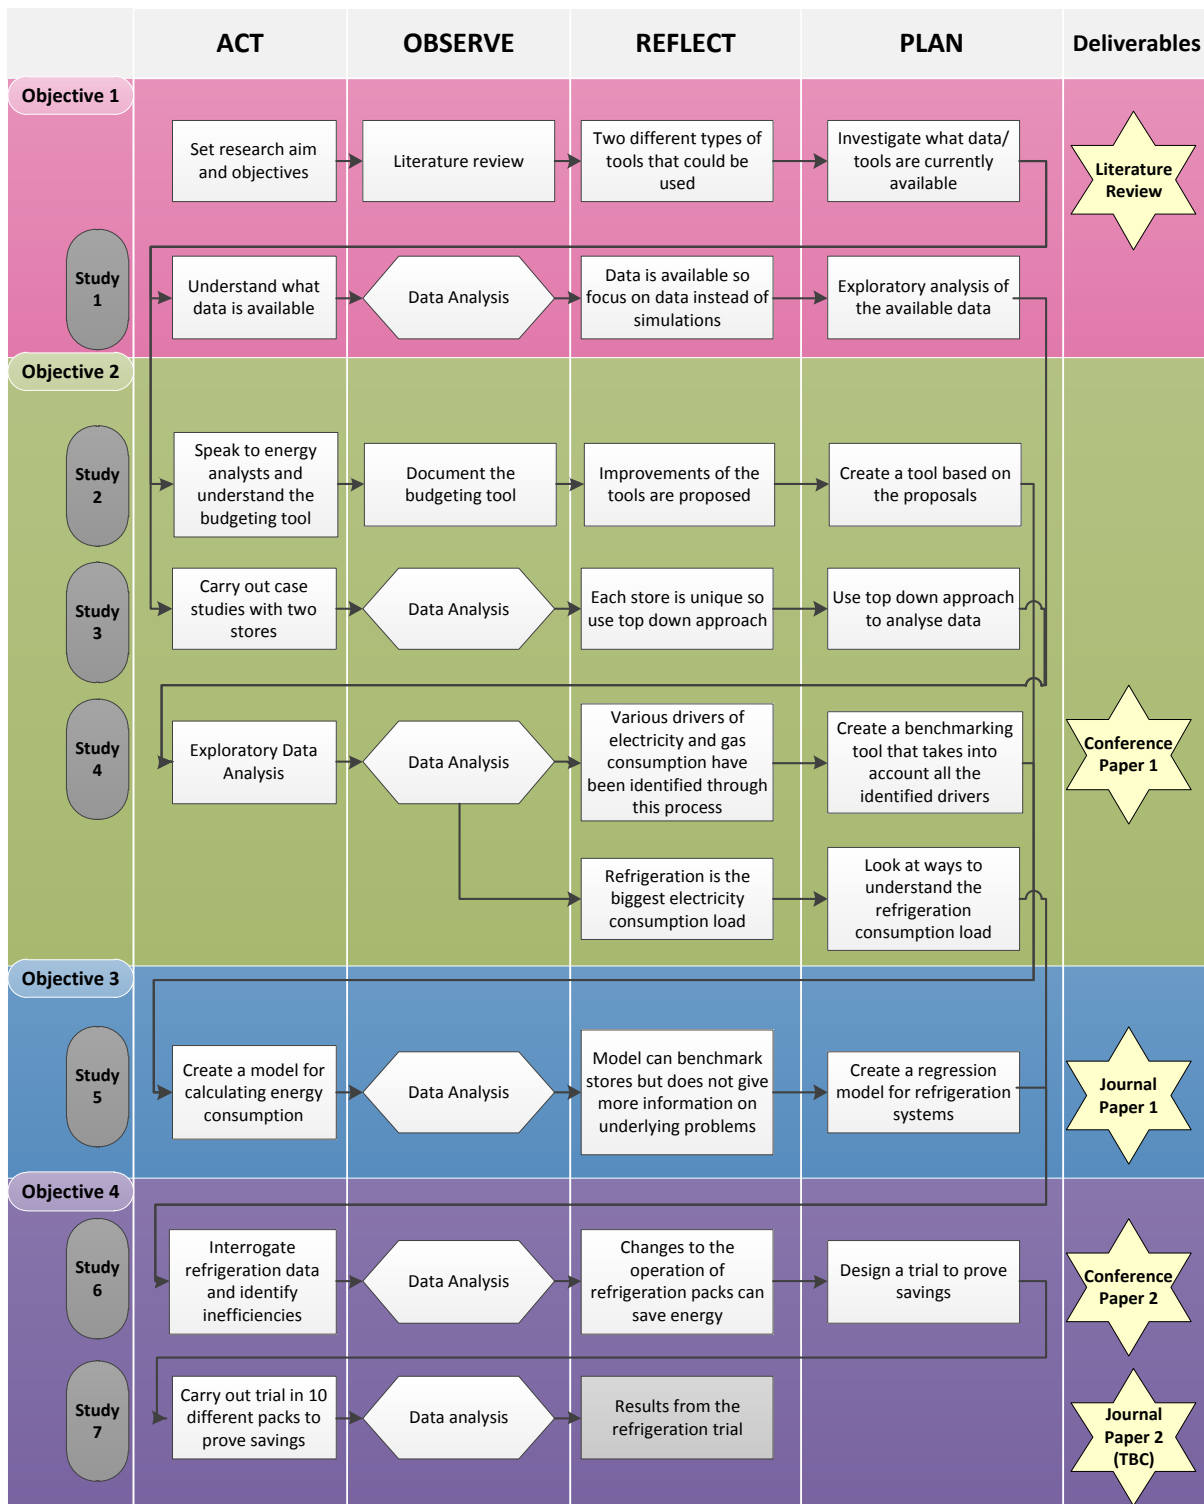 ACT OBSERVE REFLECT PLAN Deliverables
Objective 1
Set research aim
and objectives
Literature review
Two different types of
tools that could be
used
Investigate what data/
tools are currently
available
Literature
Review
Study
1
Understand what
data is available
Data Analysis
Data is available so
focus on data instead of
simulations
Exploratory analysis of
the available data
Objective 2
Study
2
Speak to energy
analysts and
understand the
budgeting tool
Document the
budgeting tool
Improvements of the
tools are proposed
Create a tool based on
the proposals
Study
3
Carry out case
studies with two
stores
Data Analysis
Each store is unique so
use top down approach
Use top down approach
to analyse data
Study
4
Exploratory Data
Analysis
Data Analysis
Various drivers of
electricity and gas
consumption have
been identified through
this process
Create a benchmarking
tool that takes into
account all the
identified drivers
Conference
Paper 1
Refrigeration is the
biggest electricity
consumption load
Look at ways to
understand the
refrigeration
consumption load
Objective 3
Study
5
Create a model for
calculating energy
consumption
Data Analysis
Model can benchmark
stores but does not give
more information on
underlying problems
Create a regression
model for refrigeration
systems
Journal
Paper 1
Objective 4
Study
6
Interrogate
refrigeration data
and identify
inefficiencies
Data Analysis
Changes to the
operation of
refrigeration packs can
save energy
Design a trial to prove
savings
Conference
Paper 2
Study
7
Carry out trial in 10
different packs to
prove savings
Data analysis
Results from the
refrigeration trial
Journal
Paper 2
(TBC)